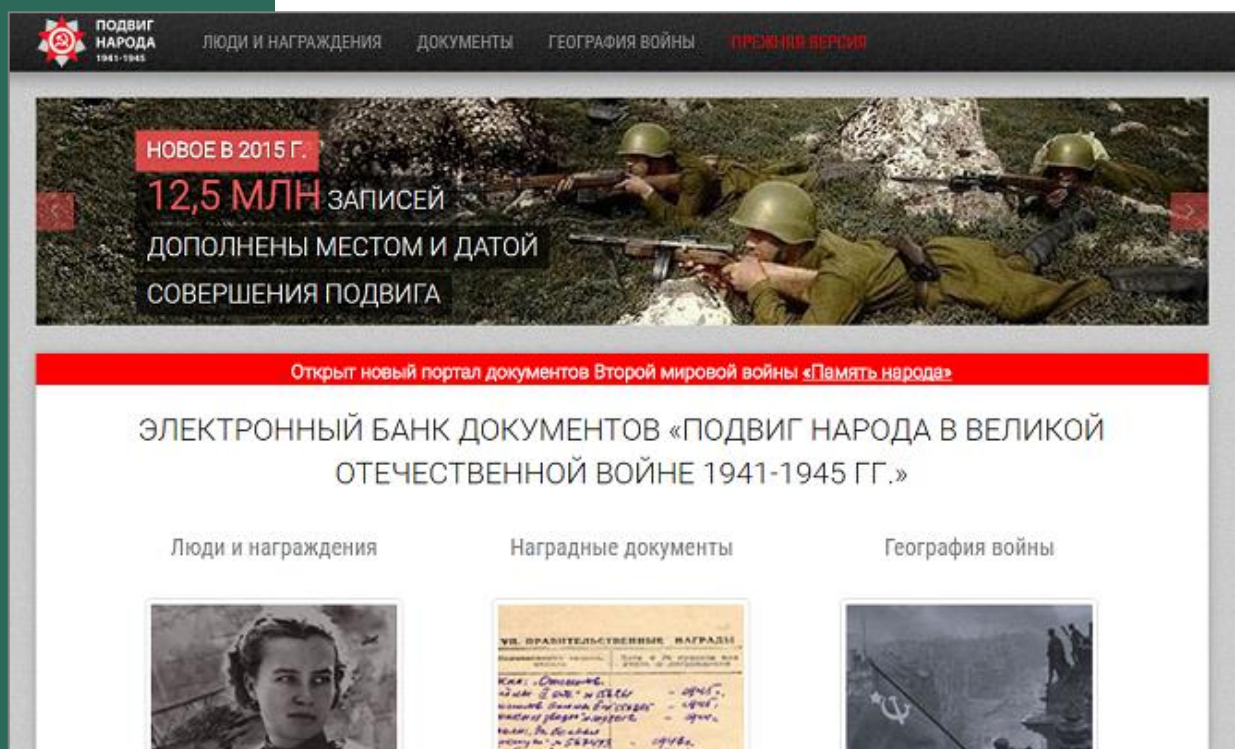 ПОДВИГ
НАРОДА
1941-1945
ЛЮДИ И НАГРАЖДЕНИЯ ДОКУМЕНТЫ ГЕОГРАФИЯ ВОЙНЫ ПРЕЖНЯЯ ВЕРСИЯ
НОВОЕ В 2015 Г.
12,5 МЛН ЗАПИСЕЙ
ДОПОЛНЕНЫ МЕСТОМ И ДАТОЙ
СОВЕРШЕНИЯ ПОДВИГА
Открыт новый портал документов Второй мировой войны «Память народа»
ЭЛЕКТРОННЫЙ БАНК ДОКУМЕНТОВ «ПОДВИГ НАРОДА В ВЕЛИКОЙ
ОТЕЧЕСТВЕННОЙ ВОЙНЕ 1941-1945 ГГ.»
Люди и награждения Наградные документы География войны
VII. ПРАВИТЕЛЬСТВЕННЫЕ НАГРАДЫ